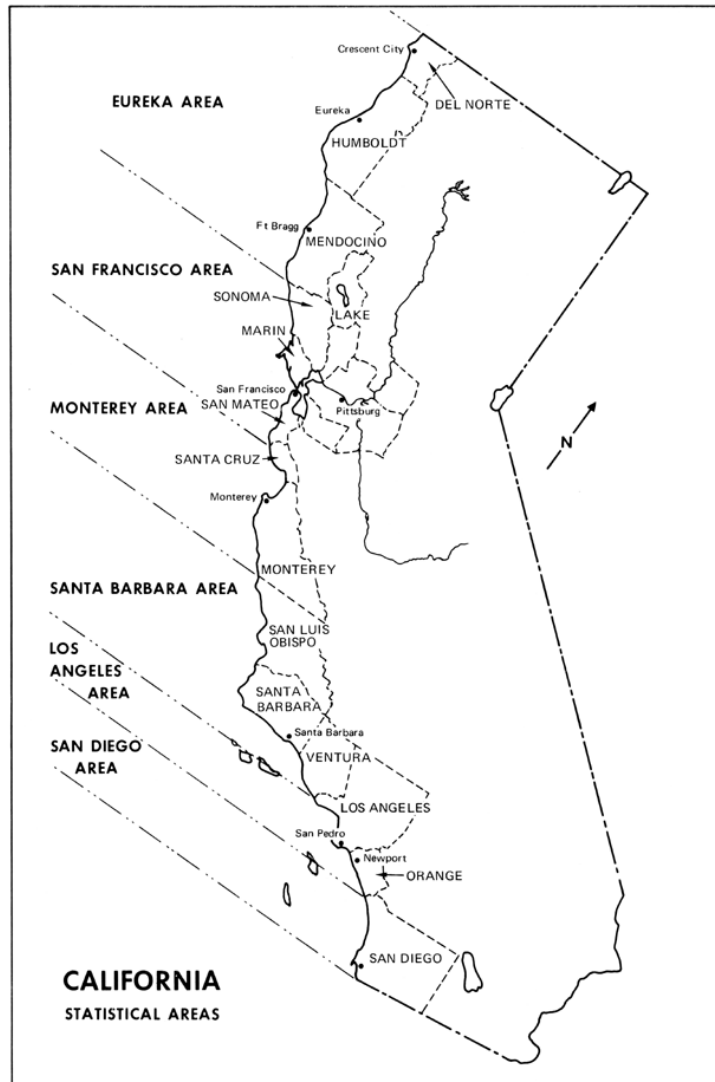 Crescent City
EUREKA AREA
DEL NORTE
Eureka
HUMBOLDT
Ft Bragg
MENDOCINO
SAN FRANCISCO AREA
SONOMA
LAKE
MARIN
San Francisco
SAN MATEO
MONTEREY AREA
Pittsburg
N
SANTA CRUZ
Monterey
MONTEREY
SANTA BARBARA AREA
SAN LUIS
OBISPO
LOS
ANGELES
AREA
SANTA
BARBARA
Santa Barbara
SAN DIEGO
AREA
VENTURA
LOS ANGELES
San Pedro
Newport
ORANGE
SAN DIEGO
CALIFORNIA
STATISTICAL AREAS